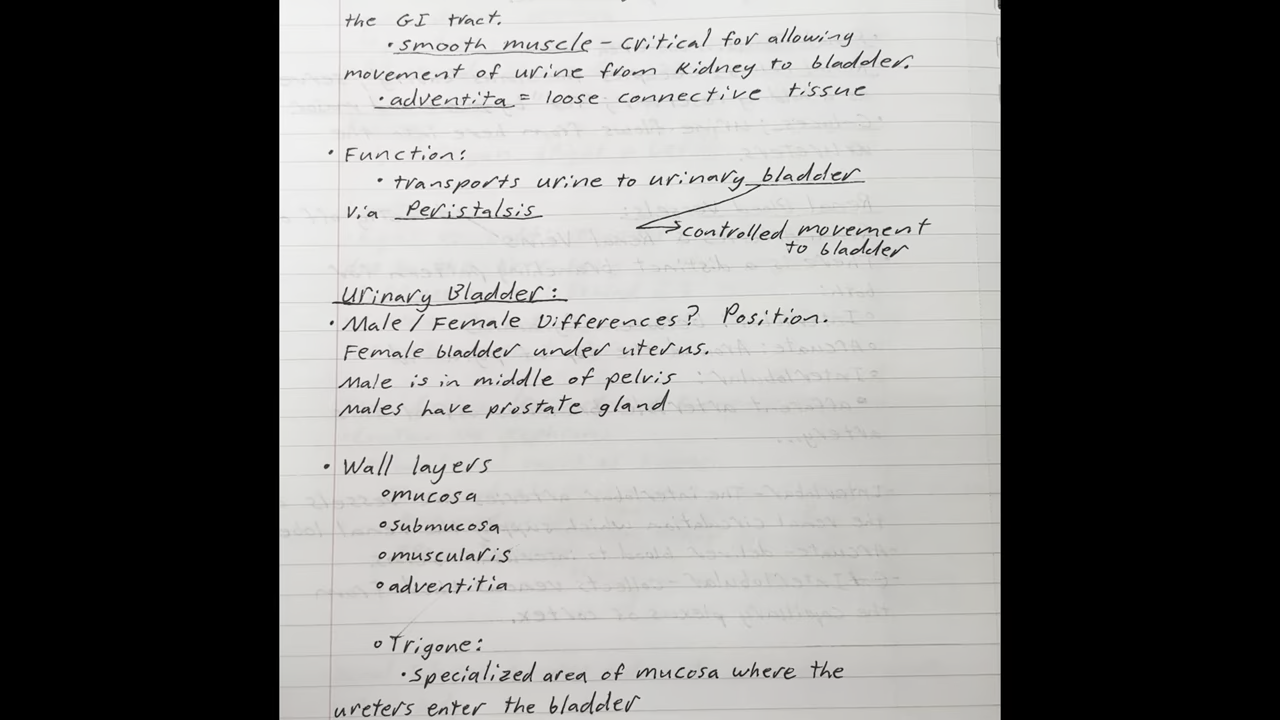 the GI tract.
• smooth muscle - critical for allowing
movement of urine from kidney to bladder.
• adventita = loose connective tissue
• Function:
• transports urine to urinary bladder
via Peristalsis
controlled movement
to bladder
Urinary Bladder:
• Male / Female Differences? Position.
Female bladder under uterus.
Male is in middle of pelvis
Males have prostate gland
• Wall layers
◦ mucosa
◦ submucosa
◦ muscularis
◦ adventitia
◦ Trigone:
• specialized area of mucosa where the
ureters enter the bladder